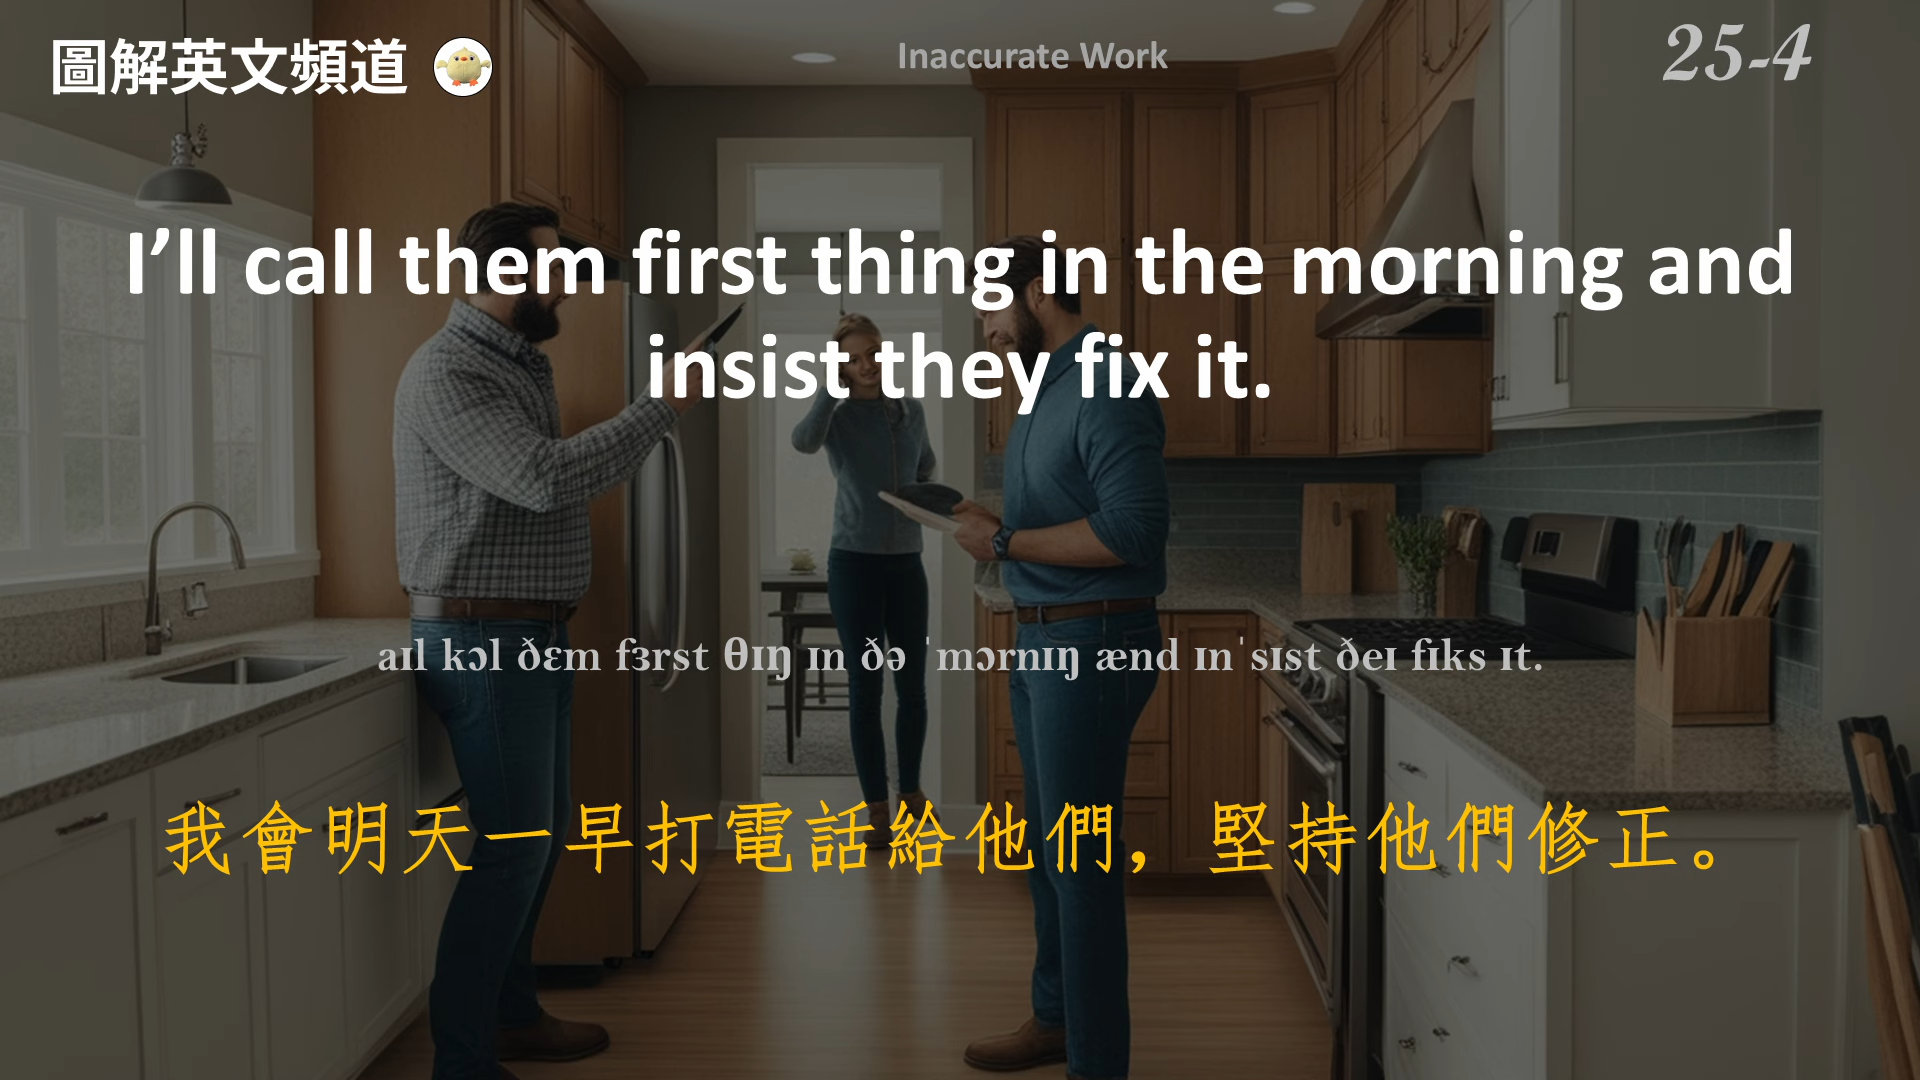 圖解英文頻道
Inaccurate Work
25-4
I’ll call them first thing in the morning and
insist they fix it.
aɪl kɔl ðɛm fɜrst θɪŋ ɪn ðə ˈmɔrnɪŋ ænd ɪnˈsɪst ðeɪ fɪks ɪt.
我會明天一早打電話給他們，堅持他們修正。